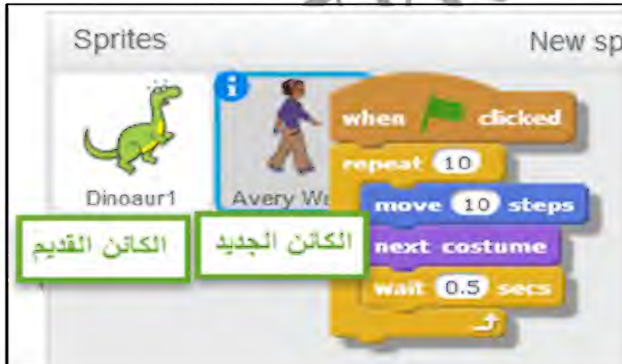 Sprites New sp
when clicked
repeat 10
Dinoaur1 Avery Wa
move 10 steps
الكائن القديم الكائن الجديد
next costume
wait 0.5 secs